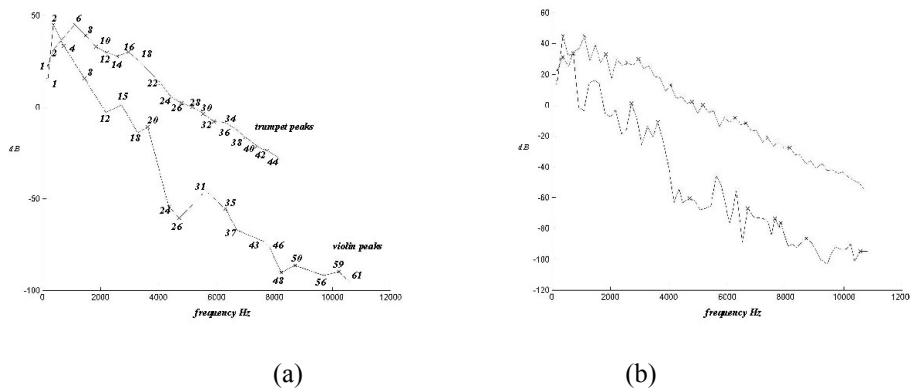 50
0
-50
-100
dB
0 2000 4000 6000 8000 10000 12000
frequency Hz
1 2 6 8 10 12 14 16 18 22 24 26 28 30 32 34 36 38 40 42 44
trumpet peaks
1 2 4 8 12 15 18 20 24 26 31 35 37 43 46 48 50 56 59 61
violin peaks
(a)
60
40
20
0
-20
-40
-60
-80
-100
-120
dB
0 2000 4000 6000 8000 10000
frequency Hz
(b)